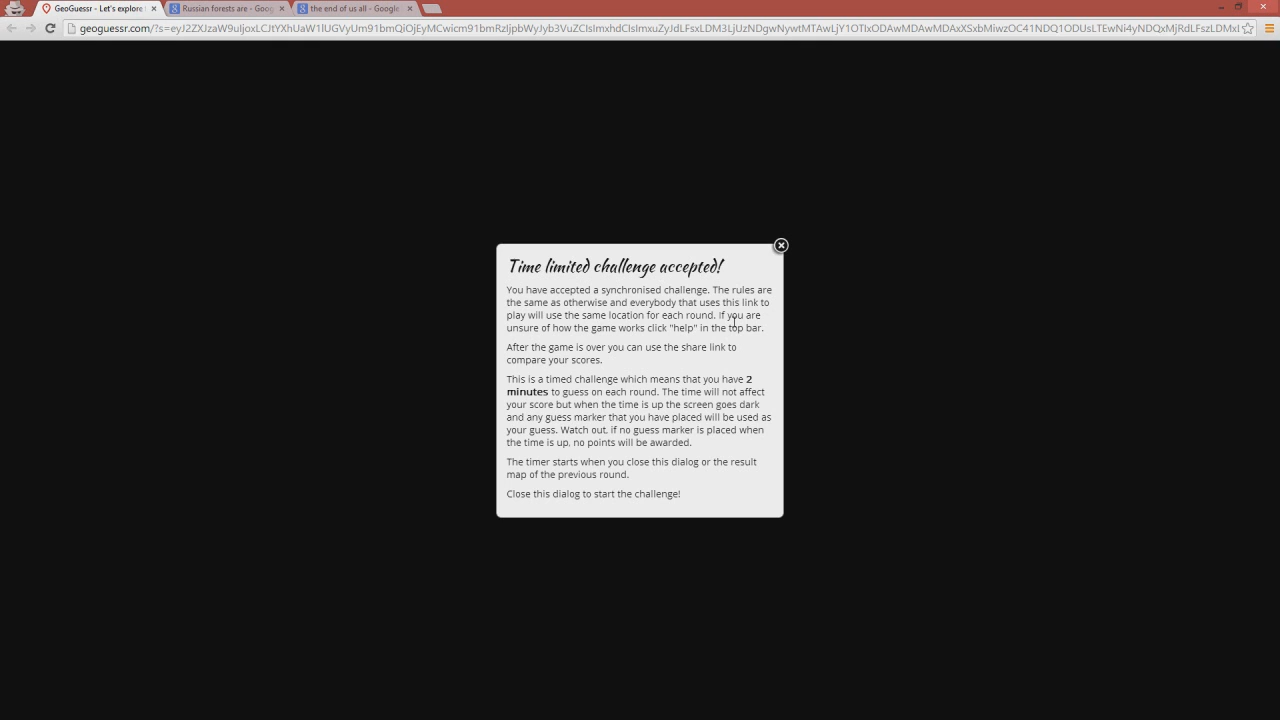 GeoGuessr - Let's explore
Russian forests are - Goog
the end of us all - Google
geoguessr.com/
Time limited challenge accepted!
You have accepted a synchronised challenge. The rules are
the same as otherwise and everybody that uses this link to
play will use the same location for each round. If you are
unsure of how the game works click "help" in the top bar.
After the game is over you can use the share link to
compare your scores.
This is a timed challenge which means that you have 2
minutes to guess on each round. The time will not affect
your score but when the time is up the screen goes dark
and any guess marker that you have placed will be used as
your guess. Watch out, if no guess marker is placed when
the time is up, no points will be awarded.
The timer starts when you close this dialog or the result
map of the previous round.
Close this dialog to start the challenge!